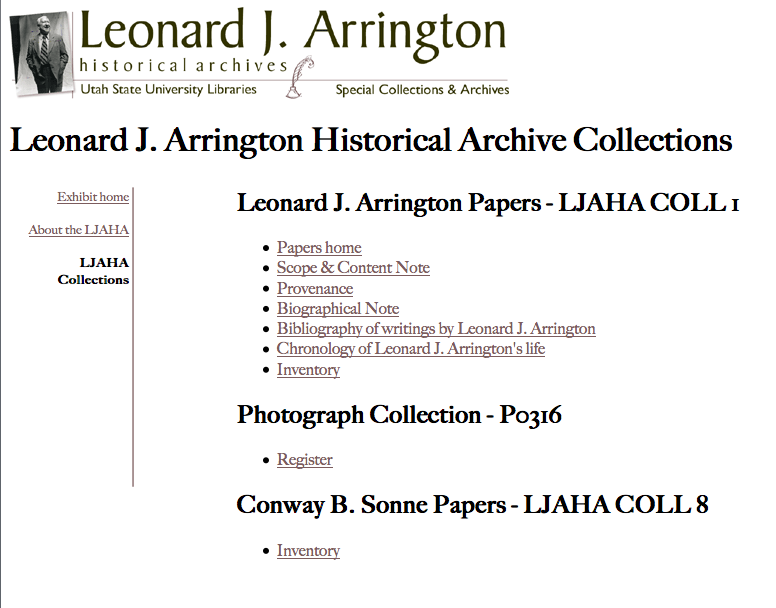 Leonard J. Arrington
historical archives
Utah State University Libraries Special Collections & Archives
Leonard J. Arrington Historical Archive Collections
Exhibit home
About the LJAHA
LJAHA
Collections
Leonard J. Arrington Papers - LJAHA COLL 1
Papers home
Scope & Content Note
Provenance
Biographical Note
Bibliography of writings by Leonard J. Arrington
Chronology of Leonard J. Arrington's life
Inventory
Photograph Collection - P0316
Register
Conway B. Sonne Papers - LJAHA COLL 8
Inventory